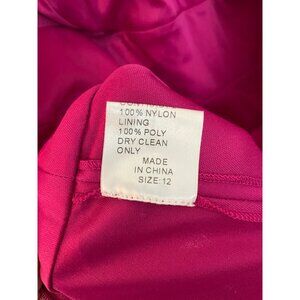 100% NYLON
LINING
100% POLY
DRY CLEAN
ONLY
MADE
IN CHINA
SIZE: 12